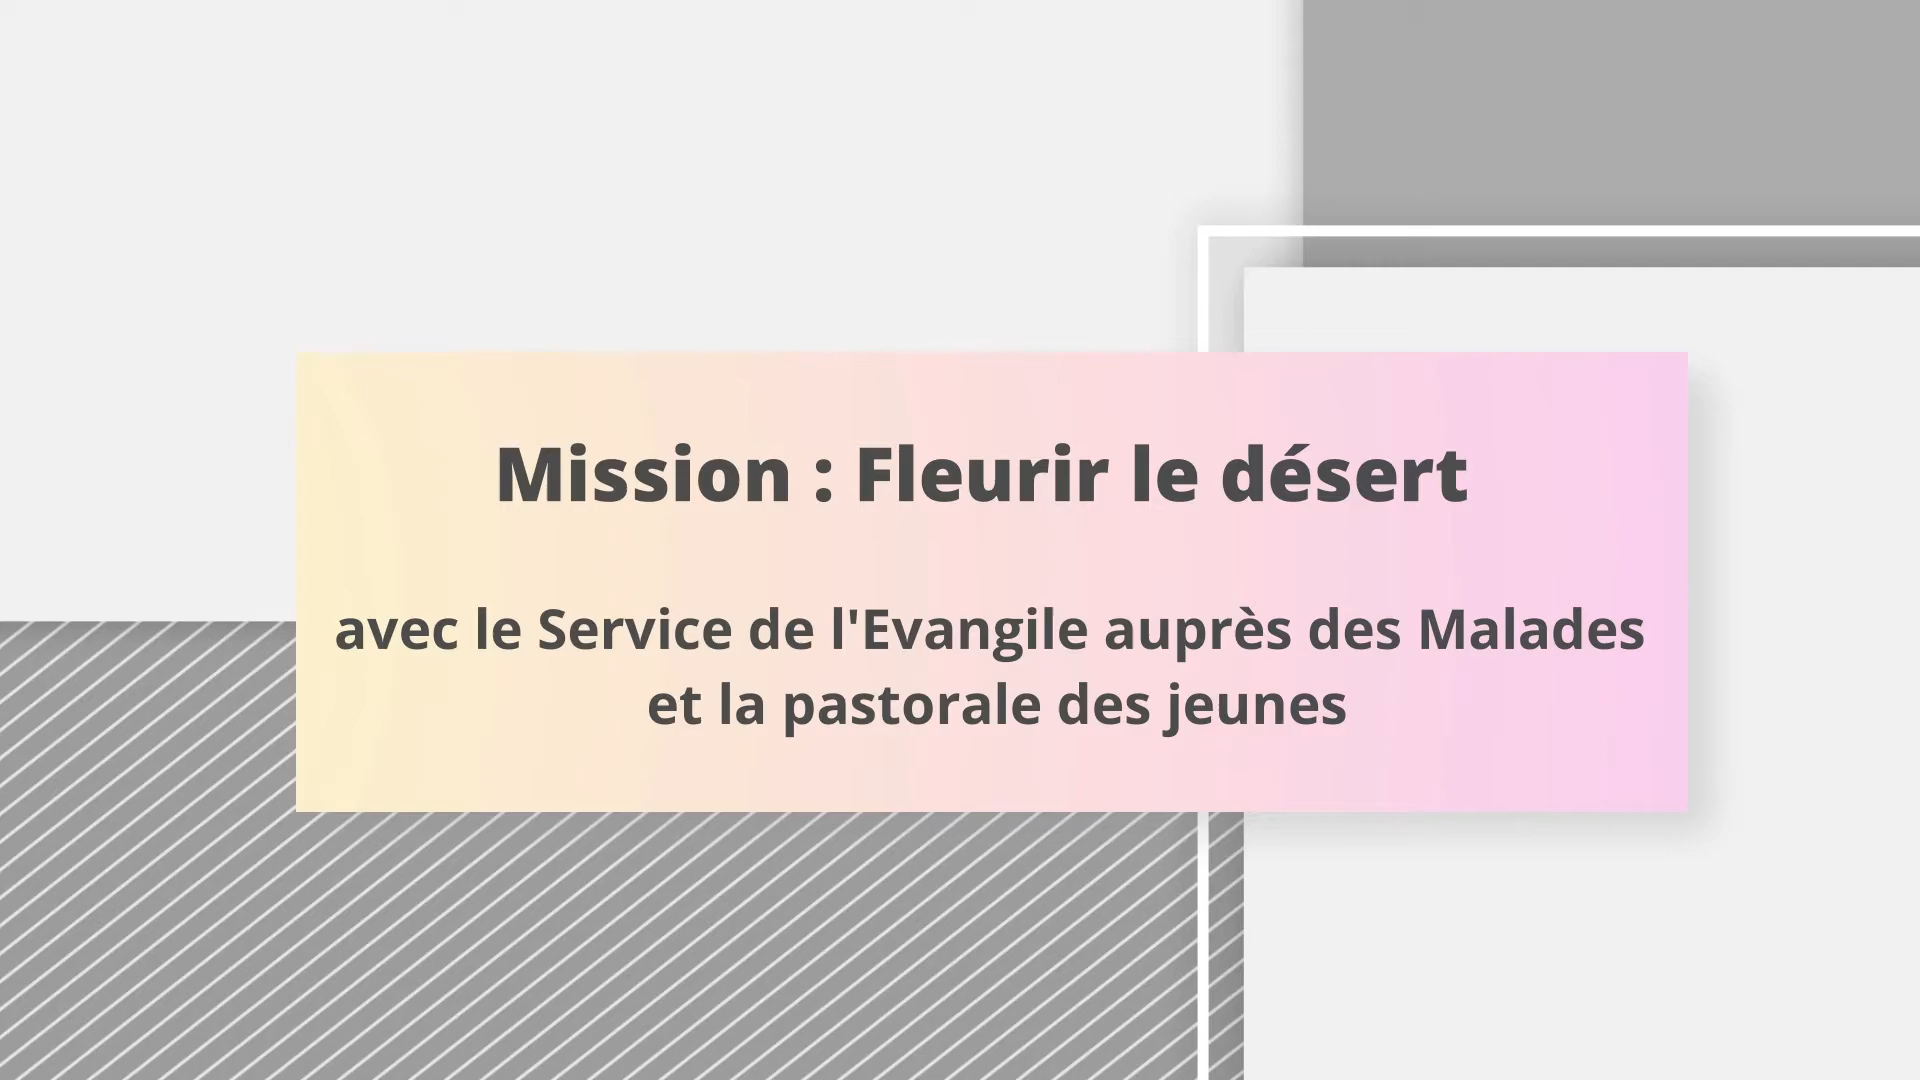 Mission : Fleurir le désert
avec le Service de l'Evangile auprès des Malades
et la pastorale des jeunes